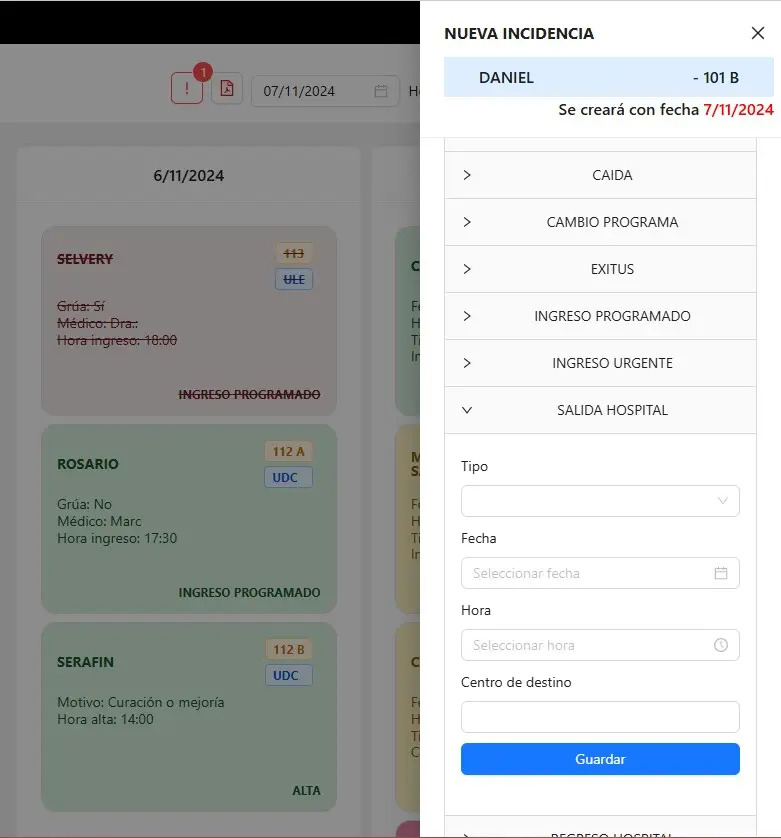 NUEVA INCIDENCIA
DANIEL - 101 B
Se creará con fecha 7/11/2024
1
!
07/11/2024
6/11/2024
SELVERY
113
ULE
Grúa: Sí
Médico: Dra..
Hora ingreso: 18:00
INGRESO PROGRAMADO
ROSARIO
112 A
UDC
Grúa: No
Médico: Marc
Hora ingreso: 17:30
INGRESO PROGRAMADO
SERAFIN
112 B
UDC
Motivo: Curación o mejoría
Hora alta: 14:00
ALTA
CAIDA
CAMBIO PROGRAMA
EXITUS
INGRESO PROGRAMADO
INGRESO URGENTE
SALIDA HOSPITAL
Tipo
Fecha
Seleccionar fecha
Hora
Seleccionar hora
Centro de destino
Guardar
REGRESO HOSPITAL